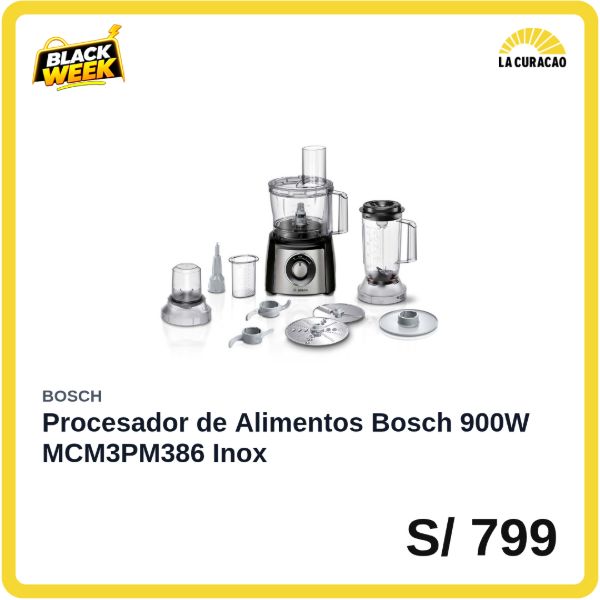 BLACK
WEEK
LA CURACAO
BOSCH
Procesador de Alimentos Bosch 900W
MCM3PM386 Inox
S/ 799